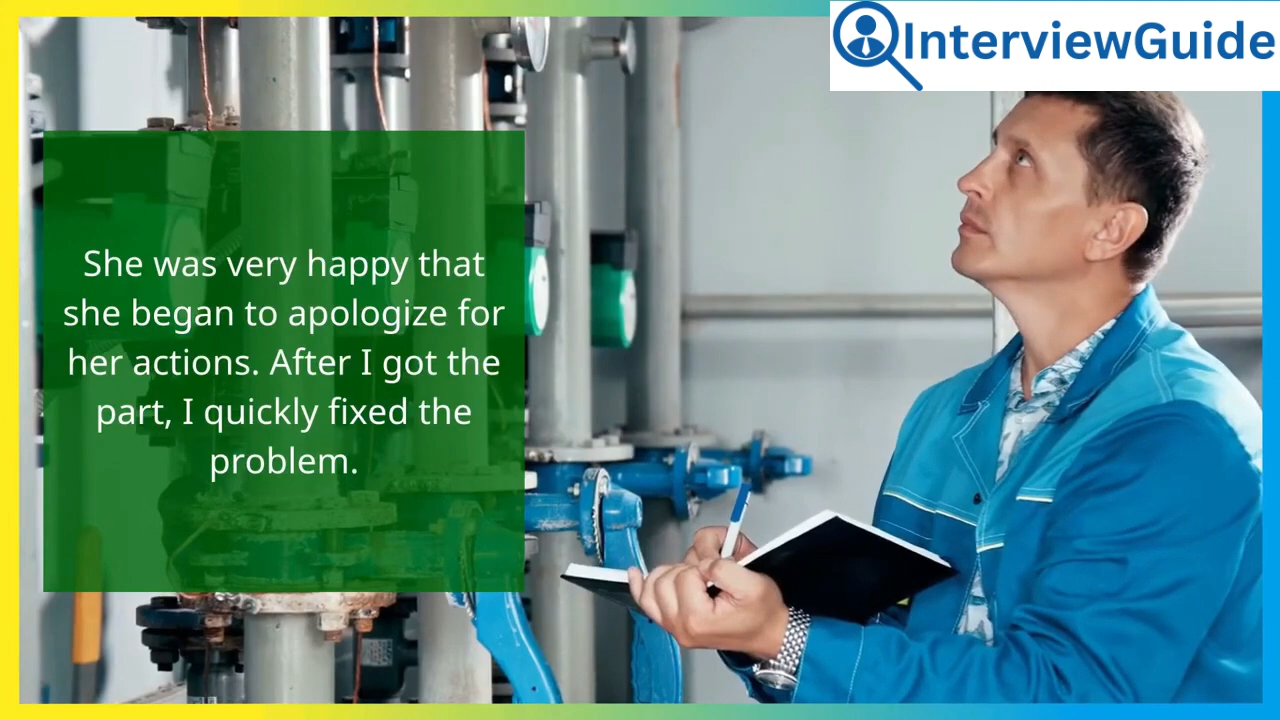 InterviewGuide
She was very happy that
she began to apologize for
her actions. After I got the
part, I quickly fixed the
problem.